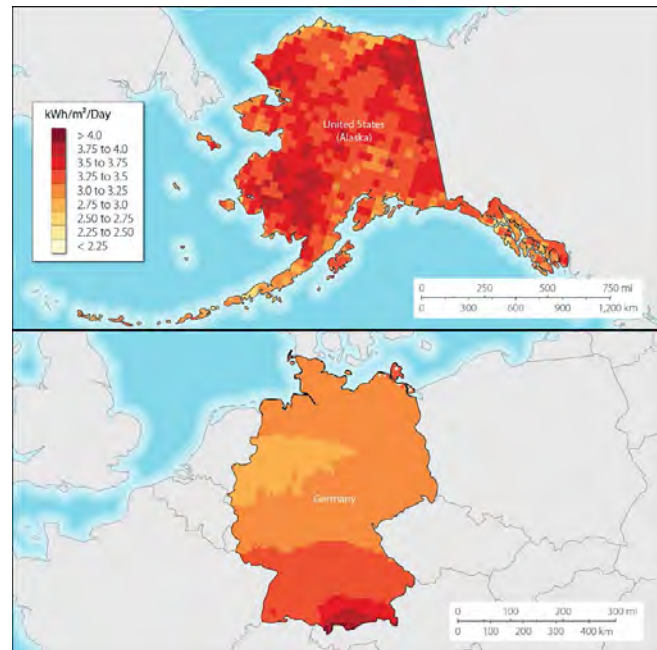 kWh/m²/Day
> 4.0
3.75 to 4.0
3.5 to 3.75
3.25 to 3.5
3.0 to 3.25
2.75 to 3.0
2.50 to 2.75
2.25 to 2.50
< 2.25
United States
(Alaska)
0 250 500 750 mi
0 300 600 900 1,200 km
Germany
0 100 200 300 mi
0 100 200 300 400 km